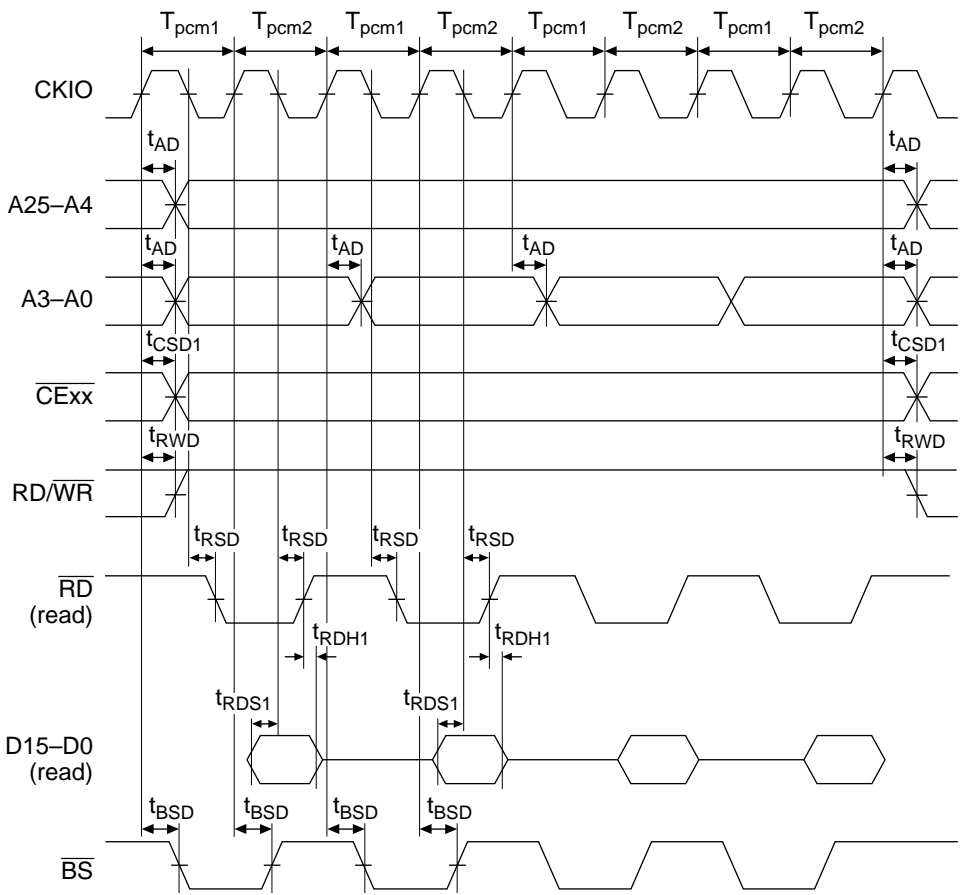 Tpcm1 Tpcm2 Tpcm1 Tpcm2 Tpcm1 Tpcm2 Tpcm1 Tpcm2
CKIO
tAD tAD
A25–A4
tAD tAD tAD tAD
A3–A0
tCSD1 tCSD1
CExx
tRWD tRWD
RD/WR
tRSD tRSD tRSD tRSD
RD
(read)
tRDH1 tRDH1
tRDS1 tRDS1
D15–D0
(read)
tBSD tBSD tBSD tBSD
BS